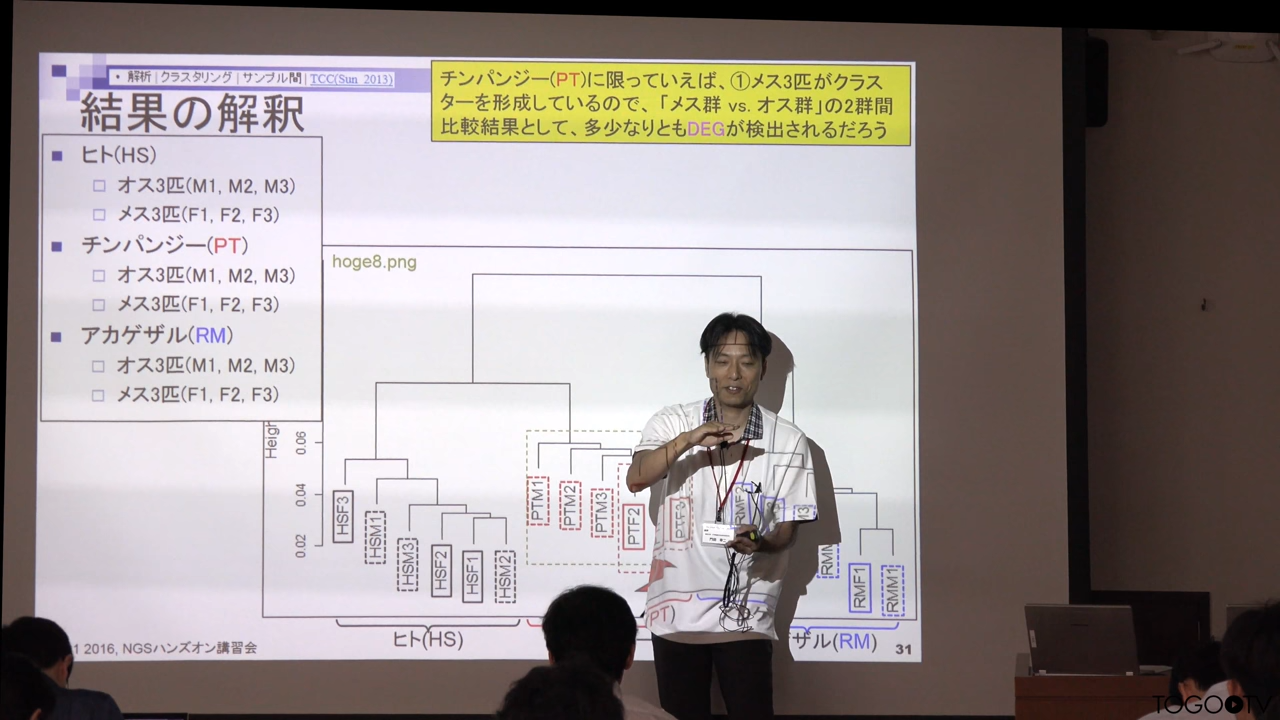 • 解析 | クラスタリング | サンプル間 | TCC(Sun_2013)
結果の解釈
チンパンジー(PT)に限っていえば、①メス3匹がクラス
ターを形成しているので、「メス群 vs. オス群」の2群間
比較結果として、多少なりともDEGが検出されるだろう
ヒト(HS)
オス3匹(M1, M2, M3)
メス3匹(F1, F2, F3)
チンパンジー(PT)
オス3匹(M1, M2, M3)
メス3匹(F1, F2, F3)
アカゲザル(RM)
オス3匹(M1, M2, M3)
メス3匹(F1, F2, F3)
hoge8.png
Heigh
0.06
0.04
0.02
HSF3
HSM1
HSM3
HSF2
HSF1
HSM2
PTM1
PTM2
PTM3
PTF2
PTF3
RMF2
M3
RMM
RMF1
RMM1
ヒト(HS)
(PT)
ザル(RM)
1 2016, NGSハンズオン講習会
31
TOGOTV